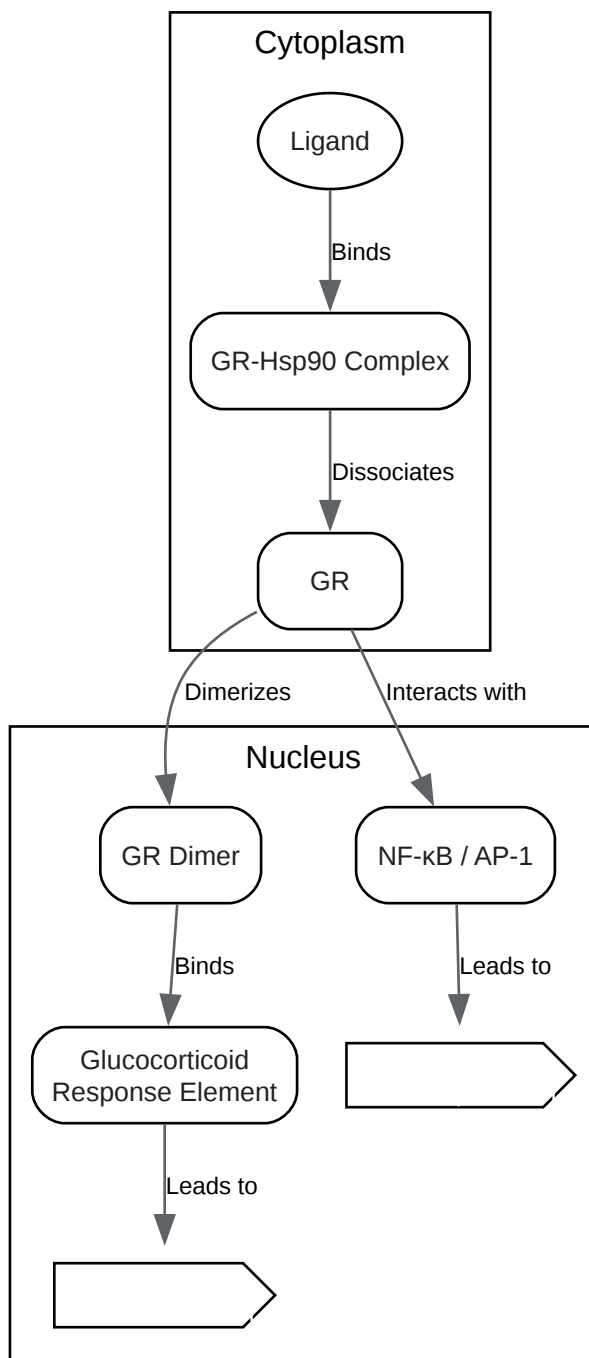 Cytoplasm
Ligand
Binds
GR-Hsp90 Complex
Dissociates
GR
Dimerizes
Interacts with
Nucleus
GR Dimer
NF-κB / AP-1
Binds
Leads to
Glucocorticoid
Response Element
Leads to